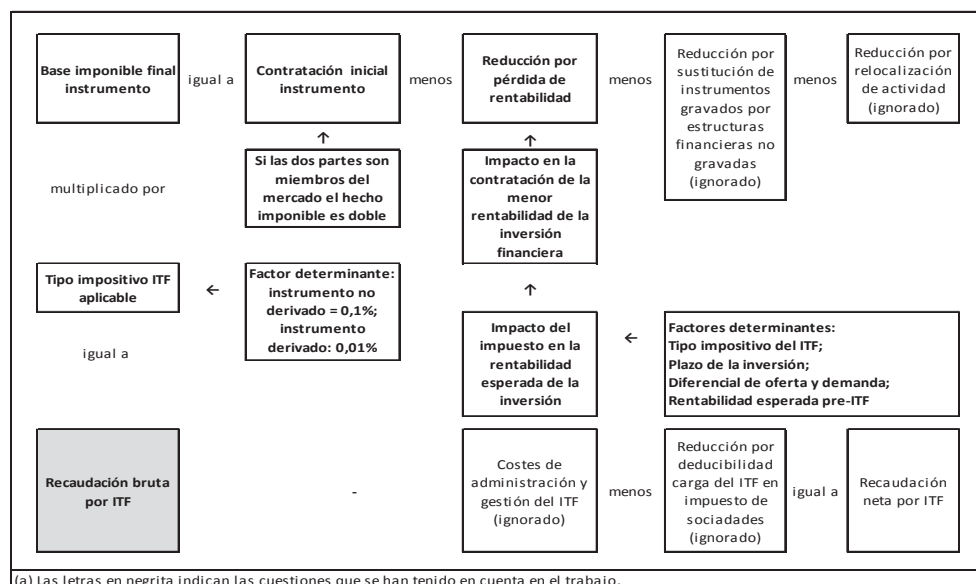 Base imponible final
instrumento
igual a
Contratación inicial
instrumento
menos
Reducción por
pérdida de
rentabilidad
menos
Reducción por
sustitución de
instrumentos
gravados por
estructuras
financieras no
gravadas
(ignorado)
menos
Reducción por
relocalización
de actividad
(ignorado)
↑
↑
multiplicado por
Si las dos partes son
miembros del
mercado el hecho
imponible es doble
Impacto en la
contratación de la
menor
rentabilidad de la
inversión
financiera
Tipo impositivo ITF
aplicable
←
Factor determinante:
instrumento no
derivado = 0,1%;
instrumento
derivado: 0,01%
↑
igual a
Impacto del
impuesto en la
rentabilidad
esperada de la
inversión
←
Factores determinantes:
Tipo impositivo del ITF;
Plazo de la inversión;
Diferencial de oferta y demanda;
Rentabilidad esperada pre-ITF
Recaudación bruta
por ITF
-
Costes de
administración y
gestión del ITF
(ignorado)
menos
Reducción por
deducibilidad
carga del ITF en
impuesto de
sociadades
(ignorado)
igual a
Recaudación
neta por ITF
(a) Las letras en negrita indican las cuestiones que se han tenido en cuenta en el trabajo.